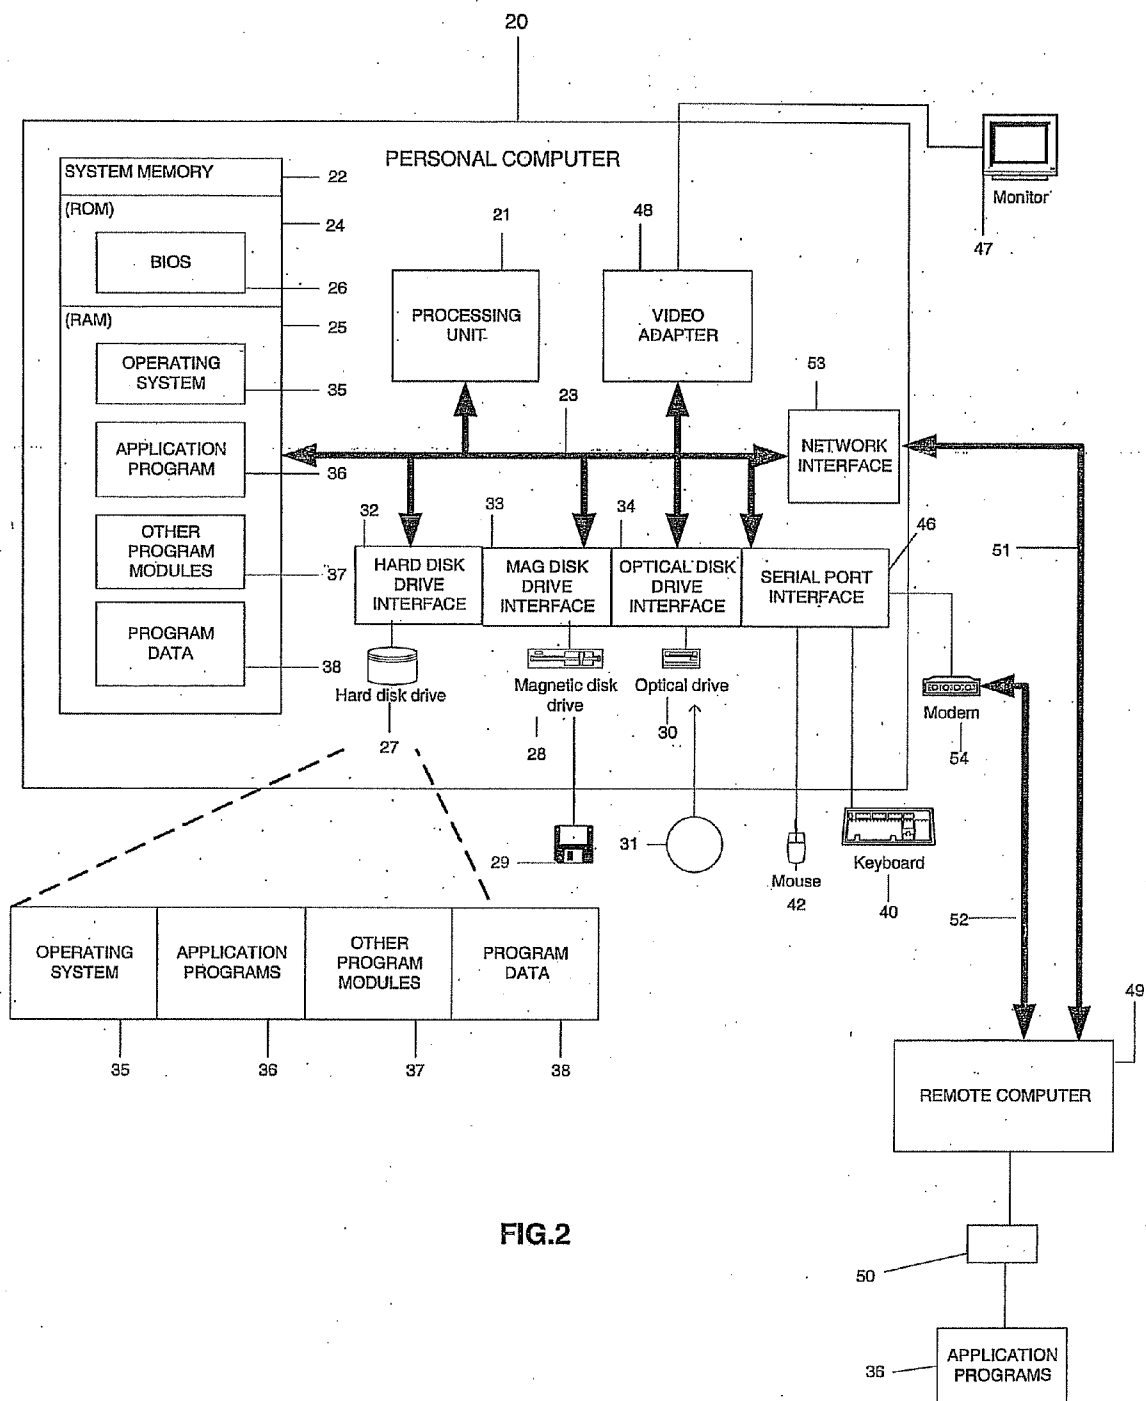 20
PERSONAL COMPUTER
SYSTEM MEMORY
22
(ROM)
24
BIOS
26
(RAM)
25
OPERATING
SYSTEM
35
APPLICATION
PROGRAM
36
OTHER
PROGRAM
MODULES
37
PROGRAM
DATA
38
21
PROCESSING
UNIT
48
VIDEO
ADAPTER
Monitor
47
23
53
NETWORK
INTERFACE
32
HARD DISK
DRIVE
INTERFACE
33
MAG DISK
DRIVE
INTERFACE
34
OPTICAL DISK
DRIVE
INTERFACE
46
SERIAL PORT
INTERFACE
51
Hard disk drive
27
Magnetic disk
drive
28
Optical drive
30
Modem
54
29
31
Mouse
42
Keyboard
40
52
OPERATING
SYSTEM
APPLICATION
PROGRAMS
OTHER
PROGRAM
MODULES
PROGRAM
DATA
35
36
37
38
49
REMOTE COMPUTER
FIG.2
50
36
APPLICATION
PROGRAMS